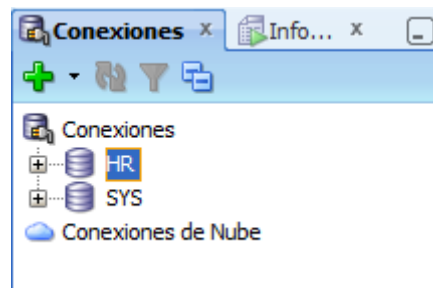 Conexiones x Info... x
Conexiones
HR
SYS
Conexiones de Nube